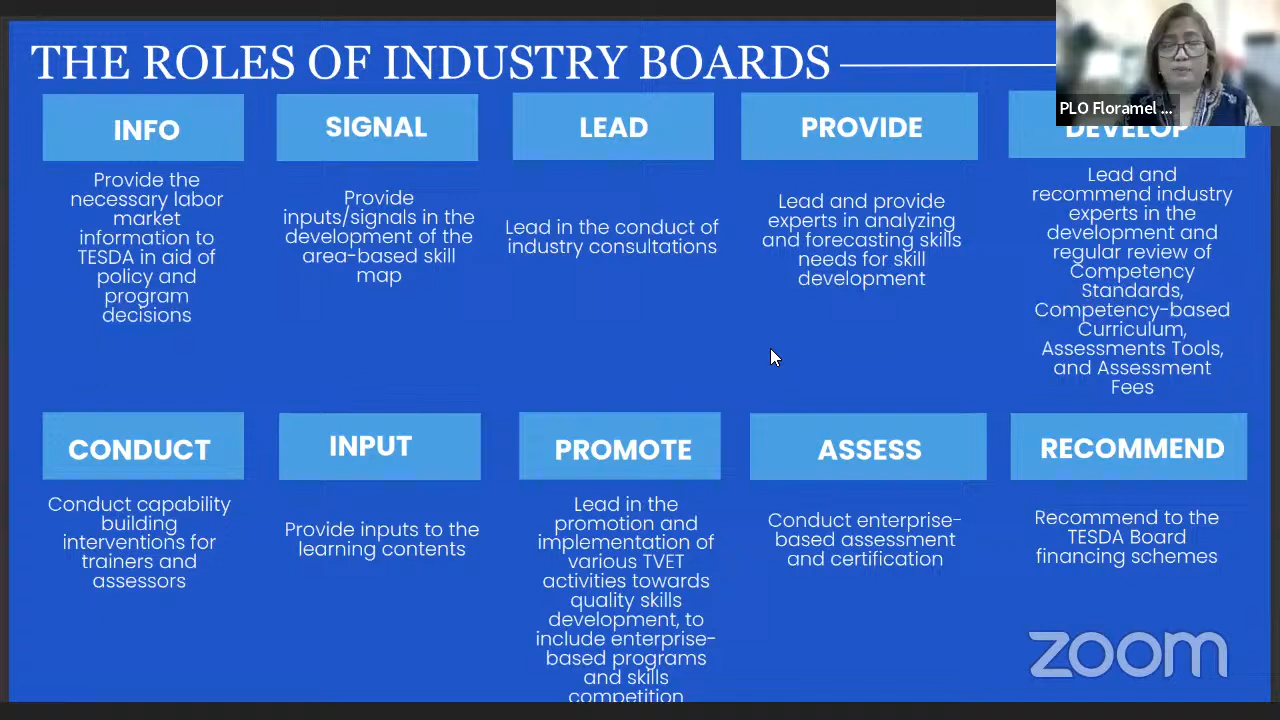 THE ROLES OF INDUSTRY BOARDS
PLO Floramel ...
INFO
Provide the
necessary labor
market
information to
TESDA in aid of
policy and
program
decisions
SIGNAL
Provide
inputs/signals in the
development of the
area-based skill
map
LEAD
Lead in the conduct of
industry consultations
PROVIDE
Lead and provide
experts in analyzing
and forecasting skills
needs for skill
development
DEVELOP
Lead and
recommend industry
experts in the
development and
regular review of
Competency
Standards,
Competency-based
Curriculum,
Assessments Tools,
and Assessment
Fees
CONDUCT
Conduct capability
building
interventions for
trainers and
assessors
INPUT
Provide inputs to the
learning contents
PROMOTE
Lead in the
promotion and
implementation of
various TVET
activities towards
quality skills
development, to
include enterprise-
based programs
and skills
competition
ASSESS
Conduct enterprise-
based assessment
and certification
RECOMMEND
Recommend to the
TESDA Board
financing schemes
zoom